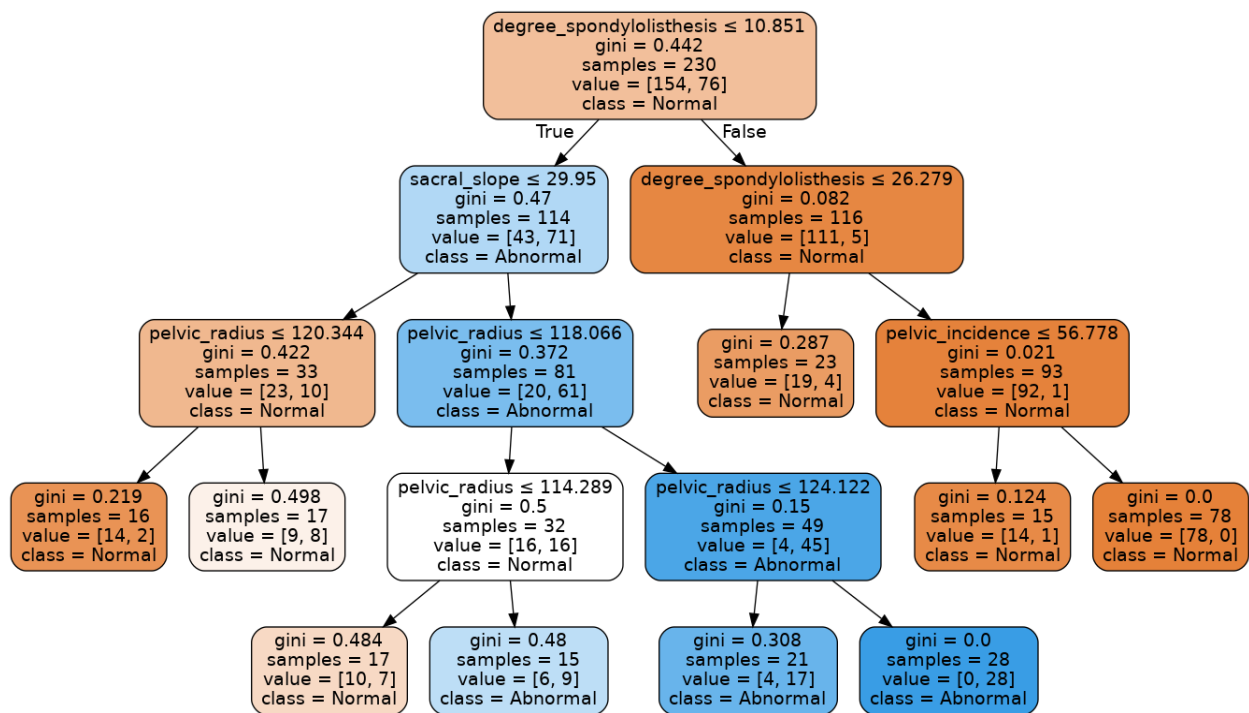 degree_spondylolisthesis ≤ 10.851
gini = 0.442
samples = 230
value = [154, 76]
class = Normal
True
False
sacral_slope ≤ 29.95
gini = 0.47
samples = 114
value = [43, 71]
class = Abnormal
degree_spondylolisthesis ≤ 26.279
gini = 0.082
samples = 116
value = [111, 5]
class = Normal
pelvic_radius ≤ 120.344
gini = 0.422
samples = 33
value = [23, 10]
class = Normal
pelvic_radius ≤ 118.066
gini = 0.372
samples = 81
value = [20, 61]
class = Abnormal
gini = 0.287
samples = 23
value = [19, 4]
class = Normal
pelvic_incidence ≤ 56.778
gini = 0.021
samples = 93
value = [92, 1]
class = Normal
gini = 0.219
samples = 16
value = [14, 2]
class = Normal
gini = 0.498
samples = 17
value = [9, 8]
class = Normal
pelvic_radius ≤ 114.289
gini = 0.5
samples = 32
value = [16, 16]
class = Normal
pelvic_radius ≤ 124.122
gini = 0.15
samples = 49
value = [4, 45]
class = Abnormal
gini = 0.124
samples = 15
value = [14, 1]
class = Normal
gini = 0.0
samples = 78
value = [78, 0]
class = Normal
gini = 0.484
samples = 17
value = [10, 7]
class = Normal
gini = 0.48
samples = 15
value = [6, 9]
class = Abnormal
gini = 0.308
samples = 21
value = [4, 17]
class = Abnormal
gini = 0.0
samples = 28
value = [0, 28]
class = Abnormal